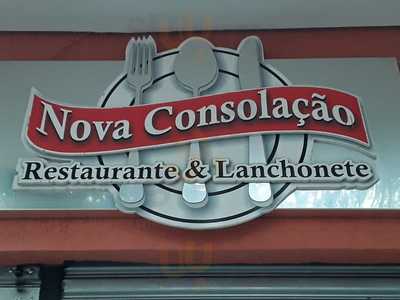 Nova Consolação
Restaurante & Lanchonete